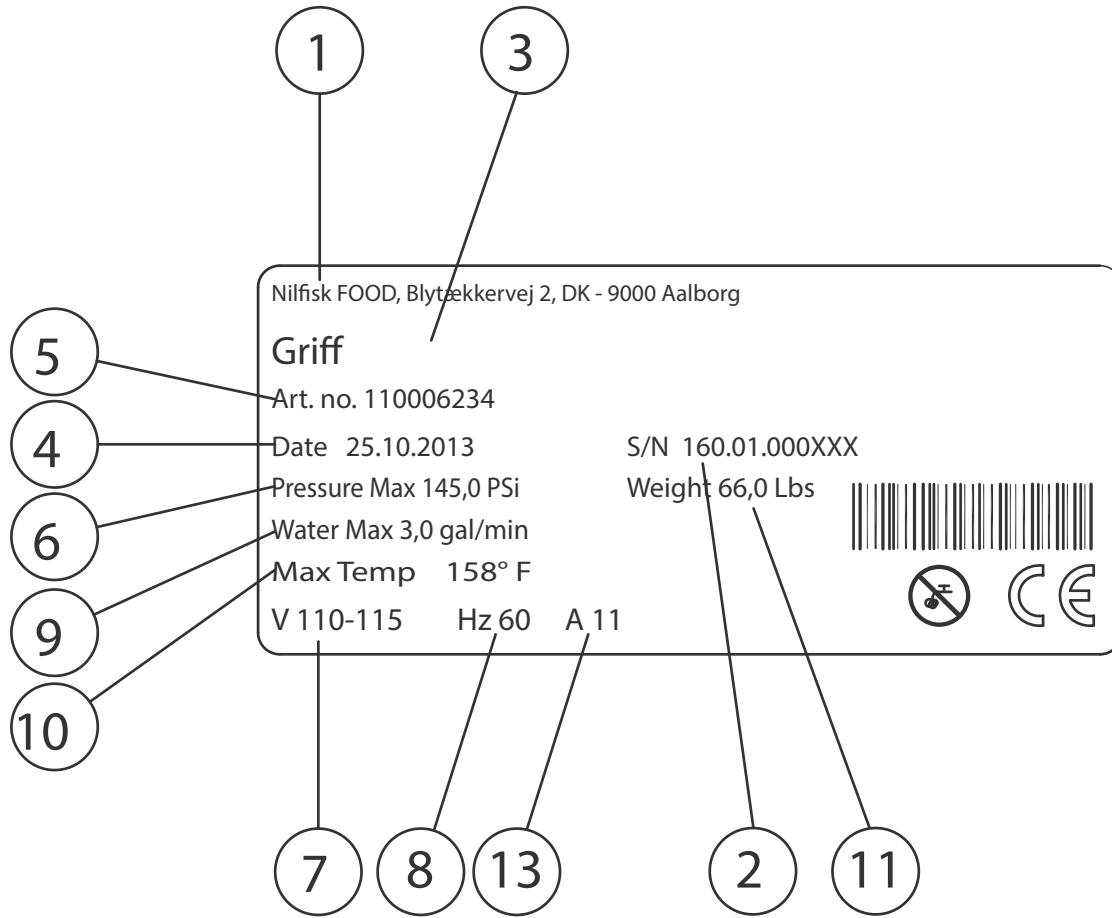 1
3
Nilfisk FOOD, Blytækkervej 2, DK - 9000 Aalborg
Griff
5
Art. no. 110006234
4
Date 25.10.2013 S/N 160.01.000XXX
6
Pressure Max 145,0 PSi Weight 66,0 Lbs
9
Water Max 3,0 gal/min
10
Max Temp 158° F
V 110-115 Hz 60 A 11
CE
7
8
13
2
11